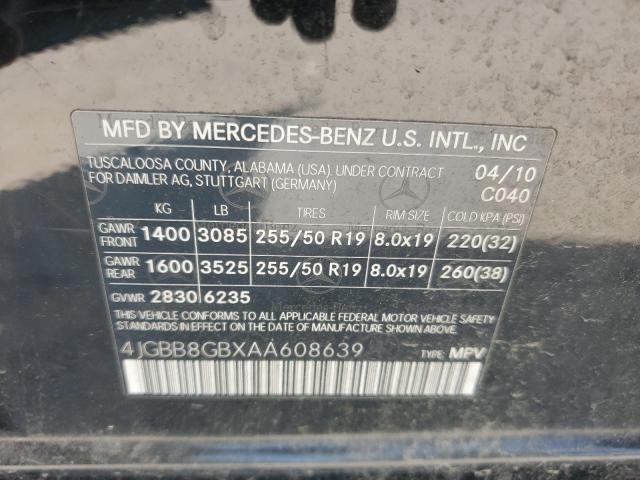 MFD BY MERCEDES-BENZ U.S. INTL., INC
TUSCALOOSA COUNTY, ALABAMA (USA). UNDER CONTRACT 04/10
FOR DAIMLER AG, STUTTGART (GERMANY) C040
KG LB TIRES RIM SIZE COLD KPA (PSI)
GAWR FRONT 1400 3085 255/50 R19 8.0x19 220(32)
GAWR REAR 1600 3525 255/50 R19 8.0x19 260(38)
GVWR 2830 6235
THIS VEHICLE CONFORMS TO ALL APPLICABLE FEDERAL MOTOR VEHICLE SAFETY
STANDARDS IN EFFECT ON THE DATE OF MANUFACTURE SHOWN ABOVE.
4JGBB8GBXAA608639 TYPE: MPV